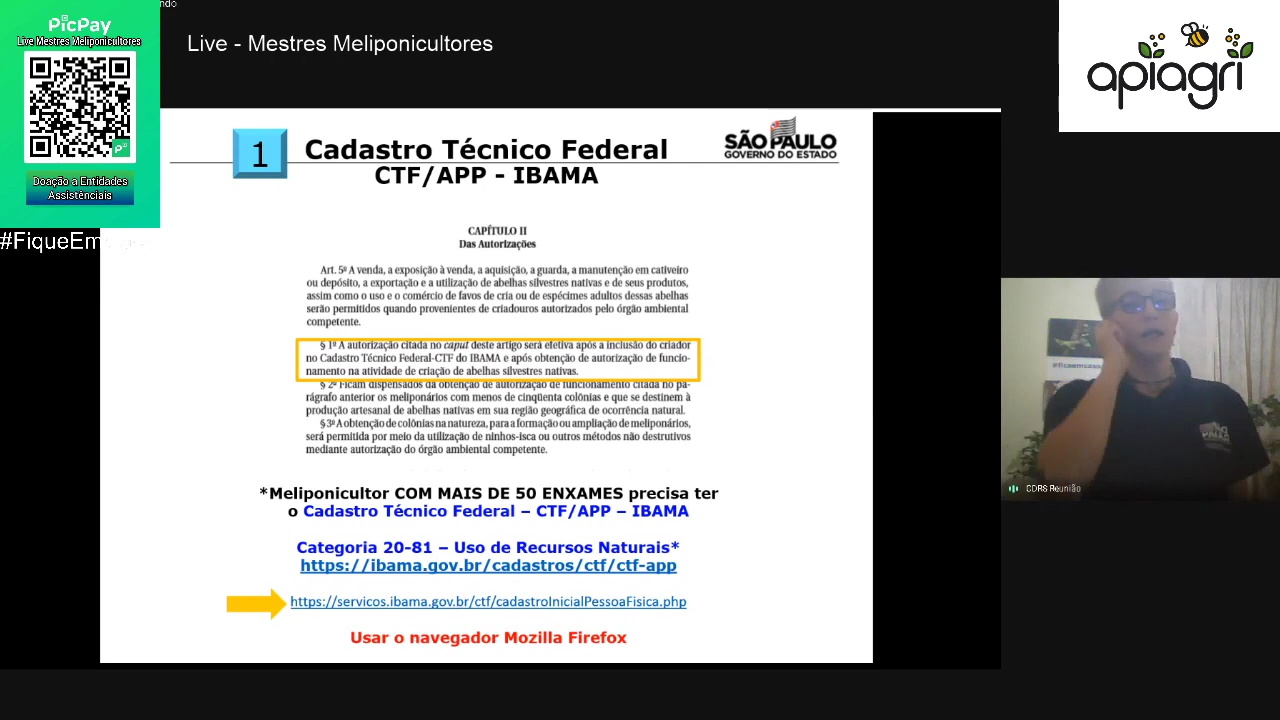 ndo
PicPay
Live Mestres Meliponicultores
Doação a Entidades
Assistênciais
#FiqueEm
Live - Mestres Meliponicultores
apiagri
1
Cadastro Técnico Federal
CTF/APP - IBAMA
SÃO PAULO
GOVERNO DO ESTADO
CAPÍTULO II
Das Autorizações
Art. 5º A venda, a exposição à venda, a aquisição, a guarda, a manutenção em cativeiro
ou depósito, a exportação e a utilização de abelhas silvestres nativas e de seus produtos,
assim como o uso e o comércio de favos de cria ou de espécimes adultos dessas abelhas
serão permitidos quando provenientes de criadouros autorizados pelo órgão ambiental
competente.
§ 1º A autorização citada no caput deste artigo será efetiva após a inclusão do criador
no Cadastro Técnico Federal-CTF do IBAMA e após obtenção de autorização de funcio-
namento na atividade de criação de abelhas silvestres nativas.
§ 2º Ficam dispensados da obtenção de autorização de funcionamento citada no pa-
rágrafo anterior os meliponários com menos de cinqüenta colônias e que se destinem à
produção artesanal de abelhas nativas em sua região geográfica de ocorrência natural.
§ 3º A obtenção de colônias na natureza, para a formação ou ampliação de meliponários,
será permitida por meio da utilização de ninhos-isca ou outros métodos não destrutivos
mediante autorização do órgão ambiental competente.
*Meliponicultor COM MAIS DE 50 ENXAMES precisa ter
o Cadastro Técnico Federal – CTF/APP – IBAMA
Categoria 20-81 – Uso de Recursos Naturais*
https://ibama.gov.br/cadastros/ctf/ctf-app
https://servicos.ibama.gov.br/ctf/cadastroInicialPessoaFisica.php
Usar o navegador Mozilla Firefox
#emcasa
SÃO
PAULO
CDRS Reunião